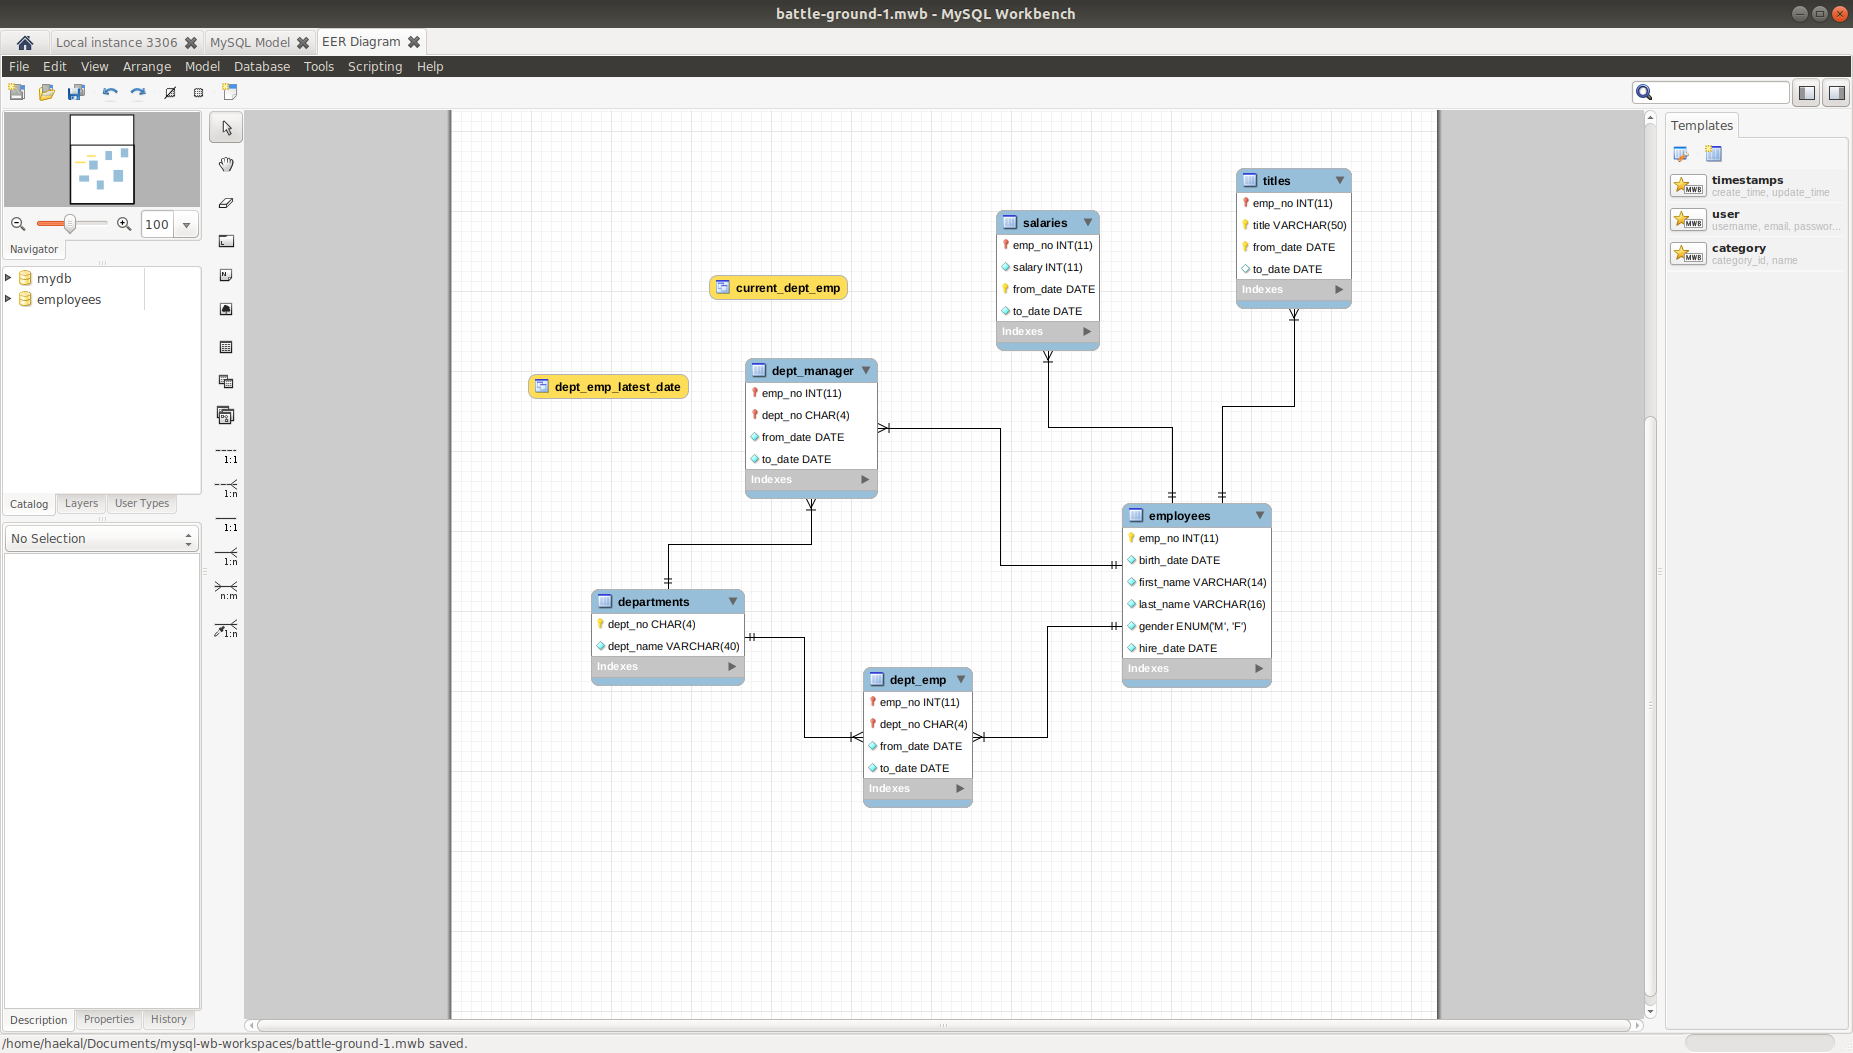 battle-ground-1.mwb - MySQL Workbench
Local instance 3306
MySQL Model
EER Diagram
File Edit View Arrange Model Database Tools Scripting Help
100
Navigator
mydb
employees
Catalog
Layers
User Types
No Selection
Description
Properties
History
1:1
1:n
1:1
1:n
n:m
1:n
current_dept_emp
dept_emp_latest_date
dept_manager
emp_no INT(11)
dept_no CHAR(4)
from_date DATE
to_date DATE
Indexes
salaries
emp_no INT(11)
salary INT(11)
from_date DATE
to_date DATE
Indexes
titles
emp_no INT(11)
title VARCHAR(50)
from_date DATE
to_date DATE
Indexes
employees
emp_no INT(11)
birth_date DATE
first_name VARCHAR(14)
last_name VARCHAR(16)
gender ENUM('M', 'F')
hire_date DATE
Indexes
departments
dept_no CHAR(4)
dept_name VARCHAR(40)
Indexes
dept_emp
emp_no INT(11)
dept_no CHAR(4)
from_date DATE
to_date DATE
Indexes
Templates
MWB
timestamps
create_time, update_time
MWB
user
username, email, passwor...
MWB
category
category_id, name
/home/haekal/Documents/mysql-wb-workspaces/battle-ground-1.mwb saved.